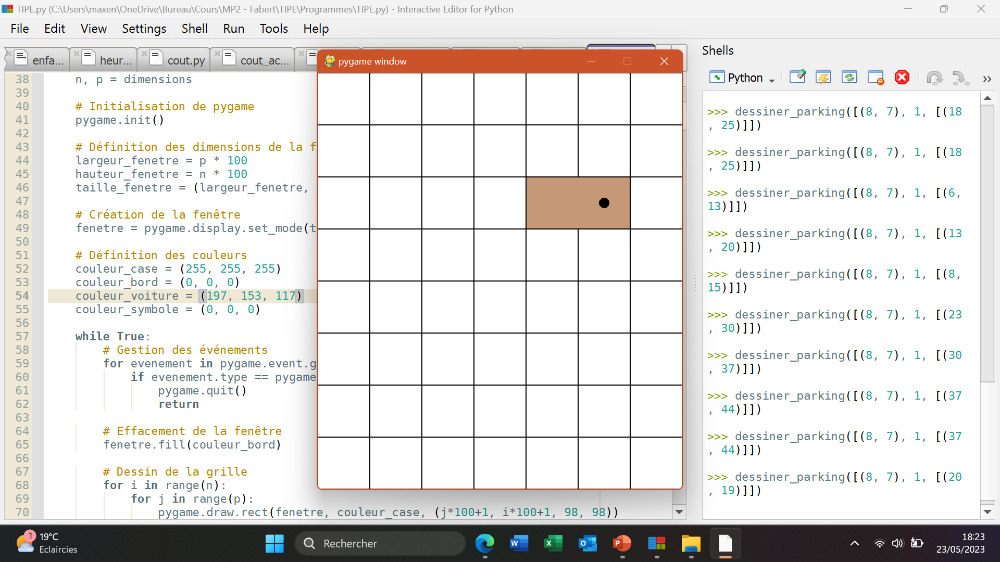 TIPE.py (C:\Users\maxen\OneDrive\Bureau\Cours\MP2 - Fabert\TIPE\Programmes\TIPE.py) - Interactive Editor for Python
File Edit View Settings Shell Run Tools Help
enfa... heur... cout.py cout_ac...
38 n, p = dimensions
39
40 # Initialisation de pygame
41 pygame.init()
42
43 # Définition des dimensions de la f
44 largeur_fenetre = p * 100
45 hauteur_fenetre = n * 100
46 taille_fenetre = (largeur_fenetre,
47
48 # Création de la fenêtre
49 fenetre = pygame.display.set_mode(t
50
51 # Définition des couleurs
52 couleur_case = (255, 255, 255)
53 couleur_bord = (0, 0, 0)
54 couleur_voiture = (197, 153, 117)
55 couleur_symbole = (0, 0, 0)
56
57 while True:
58 # Gestion des événements
59 for evenement in pygame.event.g
60 if evenement.type == pygame
61 pygame.quit()
62 return
63
64 # Effacement de la fenêtre
65 fenetre.fill(couleur_bord)
66
67 # Dessin de la grille
68 for i in range(n):
69 for j in range(p):
70 pygame.draw.rect(fenetre, couleur_case, (j*100+1, i*100+1, 98, 98))
pygame window
Shells
Python
>>> dessiner_parking([(8, 7), 1, [(18
, 25)]])
>>> dessiner_parking([(8, 7), 1, [(18
, 25)]])
>>> dessiner_parking([(8, 7), 1, [(6,
13)]])
>>> dessiner_parking([(8, 7), 1, [(13
, 20)]])
>>> dessiner_parking([(8, 7), 1, [(8,
15)]])
>>> dessiner_parking([(8, 7), 1, [(23
, 30)]])
>>> dessiner_parking([(8, 7), 1, [(30
, 37)]])
>>> dessiner_parking([(8, 7), 1, [(37
, 44)]])
>>> dessiner_parking([(8, 7), 1, [(37
, 44)]])
>>> dessiner_parking([(8, 7), 1, [(20
, 19)]])
1
19°C
Eclaircies
Rechercher
18:23
23/05/2023